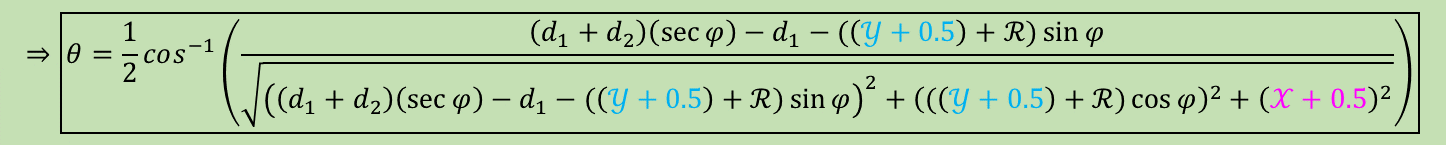 ⇒ θ = 1/2 cos⁻¹ ( ((d₁ + d₂)(sec φ) − d₁ − ((𝒴 + 0.5) + ℛ) sin φ) / √(((d₁ + d₂)(sec φ) − d₁ − ((𝒴 + 0.5) + ℛ) sin φ)² + (((𝒴 + 0.5) + ℛ) cos φ)² + (𝒳 + 0.5)²) )